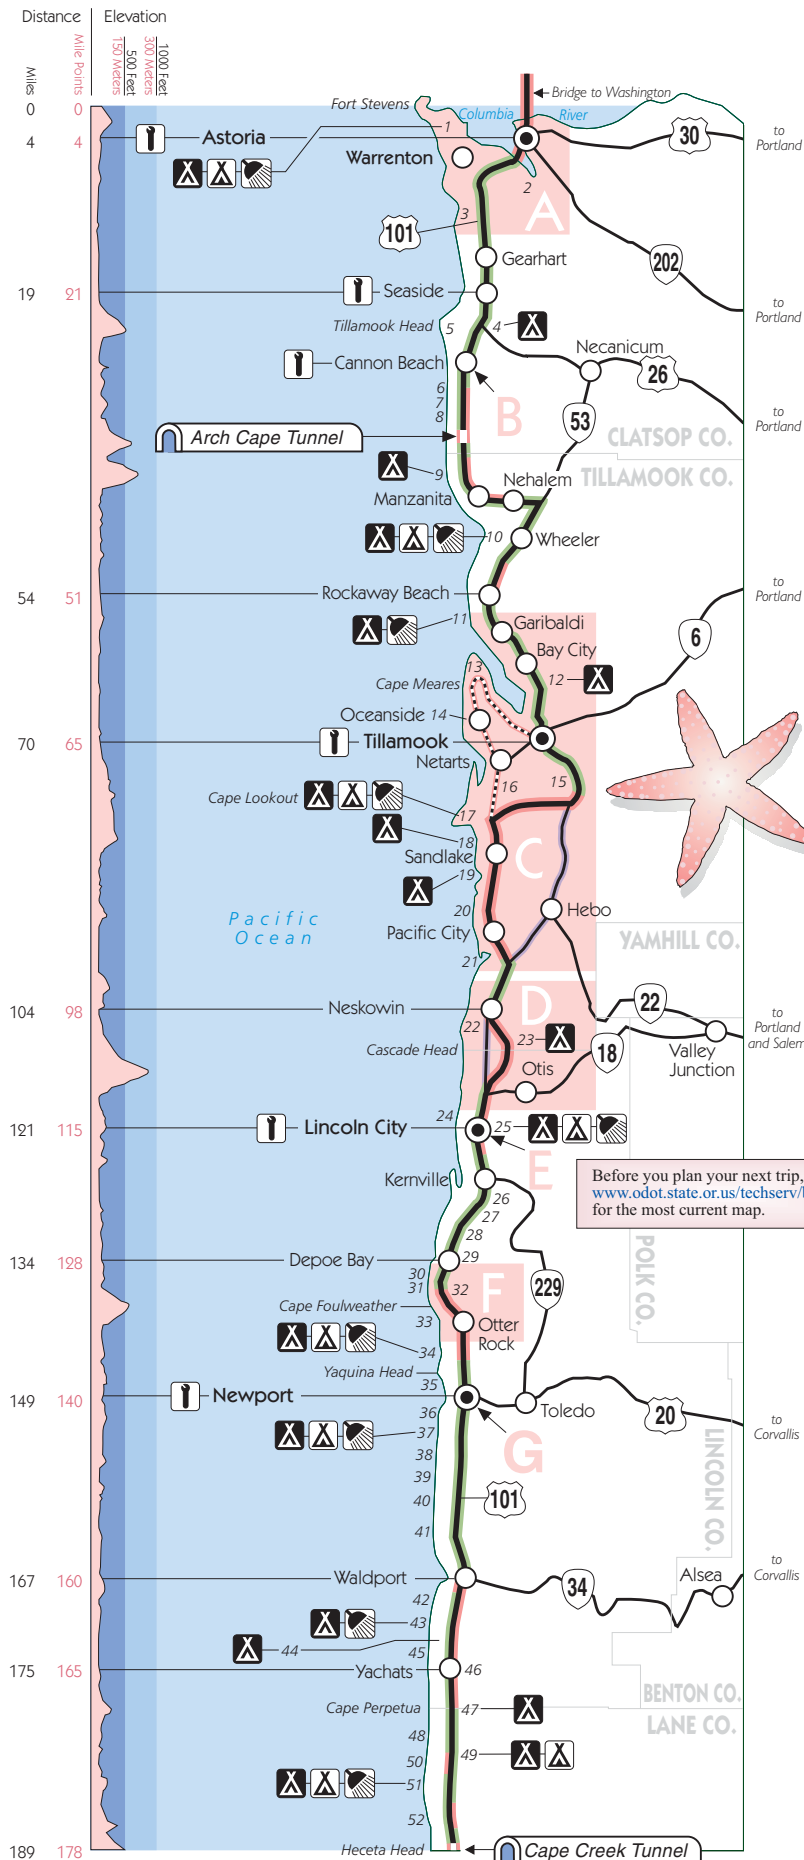 Distance Elevation
Miles
Mile Points
150 Meters
500 Feet
300 Meters
1000 Feet
0 0
Fort Stevens
Bridge to Washington
Columbia River
4 4 Astoria
1
30
to Portland
Warrenton
2
3
A
101
202
Gearhart
19 21 Seaside
to Portland
Tillamook Head 5 4
Necanicum
Cannon Beach
26
6
7
8
B
53
to Portland
CLATSOP CO.
Arch Cape Tunnel
TILLAMOOK CO.
9
Nehalem
Manzanita
10 Wheeler
54 51 Rockaway Beach
to Portland
11
Garibaldi
6
Bay City
13
12
Cape Meares
Oceanside 14
70 65 Tillamook
Netarts
16 15
Cape Lookout
17
18
C
Sandlake
19
20
Hebo
Pacific Ocean
Pacific City
YAMHILL CO.
21
D
22
104 98 Neskowin
to Portland and Salem
22
23
18
Valley Junction
Cascade Head
Otis
24
121 115 Lincoln City
25
E
Before you plan your next trip,
www.odot.state.or.us/techserv/b
for the most current map.
Kernville
26
27
28
POLK CO.
134 128 Depoe Bay
29
30
31
32
F
229
Cape Foulweather
33
Otter Rock
34
Yaquina Head
35
149 140 Newport
Toledo
20
to Corvallis
36
37
G
38
LINCOLN CO.
39
40
101
41
167 160 Waldport
34
Alsea
to Corvallis
42
43
44
45
175 165 Yachats
46
BENTON CO.
Cape Perpetua
47
LANE CO.
48
49
50
51
52
189 178 Heceta Head
Cape Creek Tunnel